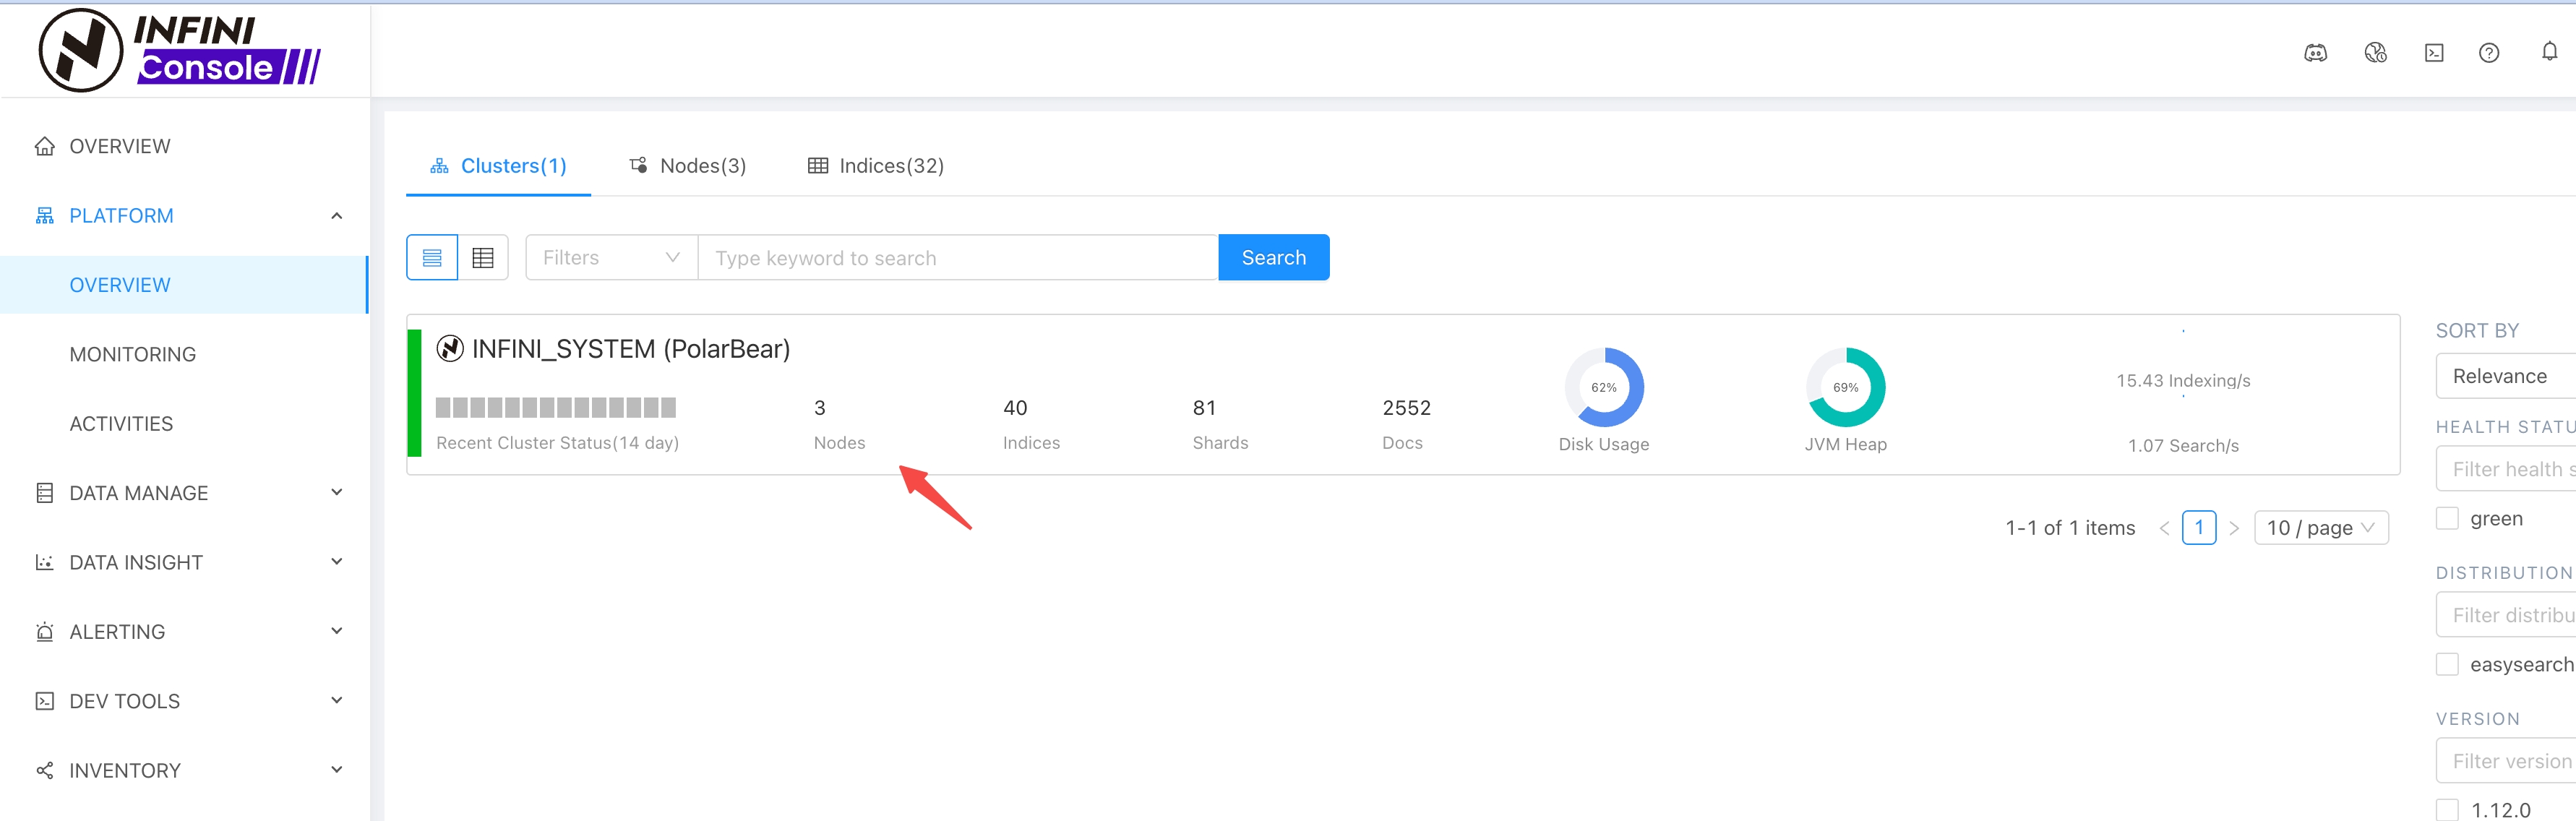 INFINI
Console
OVERVIEW
PLATFORM
OVERVIEW
MONITORING
ACTIVITIES
DATA MANAGE
DATA INSIGHT
ALERTING
DEV TOOLS
INVENTORY
Clusters(1)
Nodes(3)
Indices(32)
Filters
Type keyword to search
Search
INFINI_SYSTEM (PolarBear)
Recent Cluster Status(14 day)
3
Nodes
40
Indices
81
Shards
2552
Docs
62%
Disk Usage
69%
JVM Heap
15.43 Indexing/s
1.07 Search/s
1-1 of 1 items
1
10 / page
SORT BY
Relevance
HEALTH STATU
Filter health s
green
DISTRIBUTION
Filter distribu
easysearch
VERSION
Filter version
1.12.0